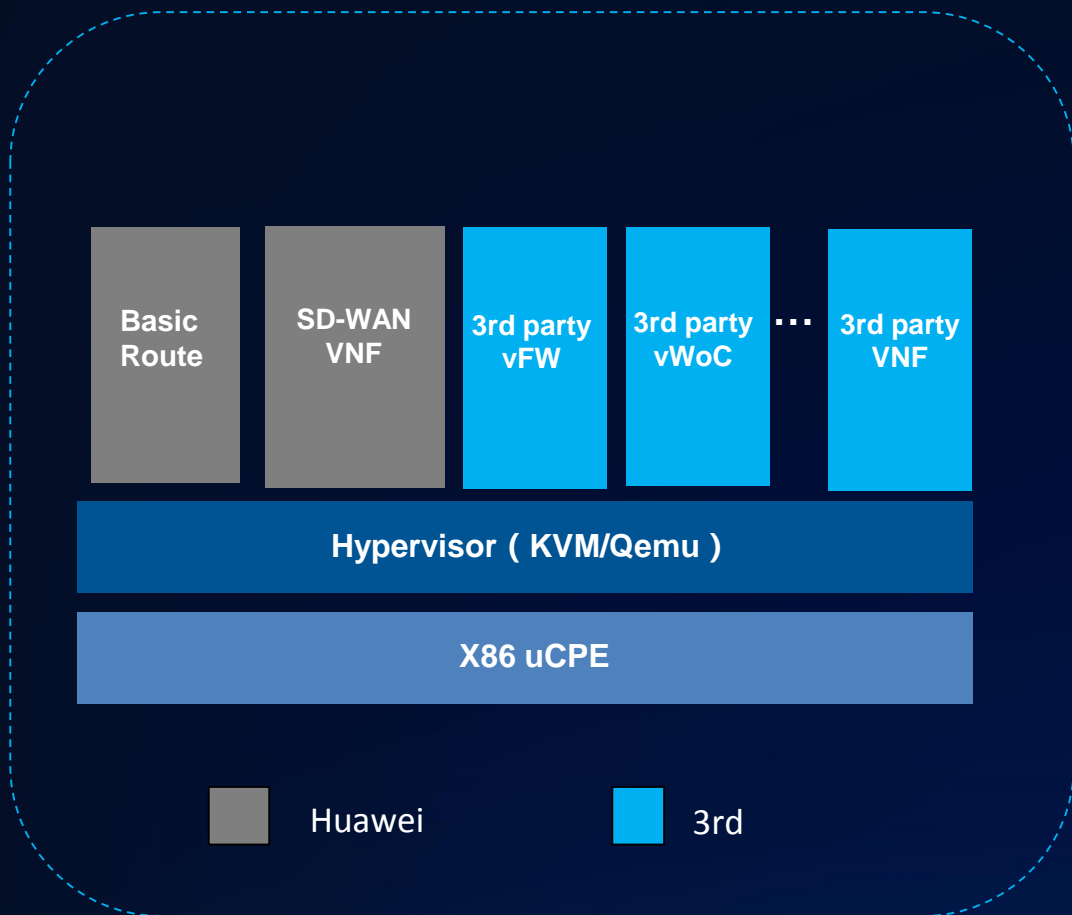 Basic
Route
SD-WAN
VNF
3rd party
vFW
3rd party
vWoC
...
3rd party
VNF
Hypervisor（KVM/Qemu）
X86 uCPE
Huawei
3rd